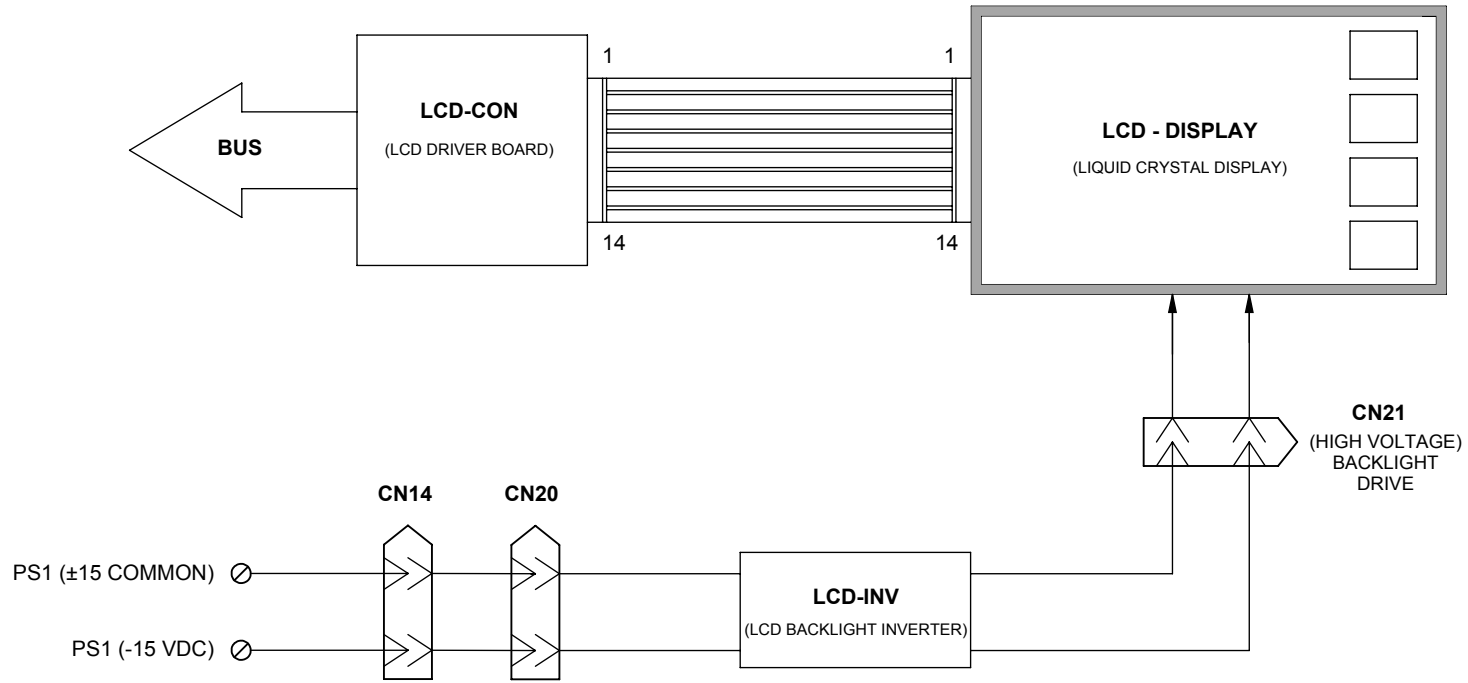 1
1
LCD-CON
(LCD DRIVER BOARD)
BUS
LCD - DISPLAY
(LIQUID CRYSTAL DISPLAY)
14
14
CN21
(HIGH VOLTAGE)
BACKLIGHT
DRIVE
CN14
CN20
PS1 (±15 COMMON)
LCD-INV
(LCD BACKLIGHT INVERTER)
PS1 (-15 VDC)